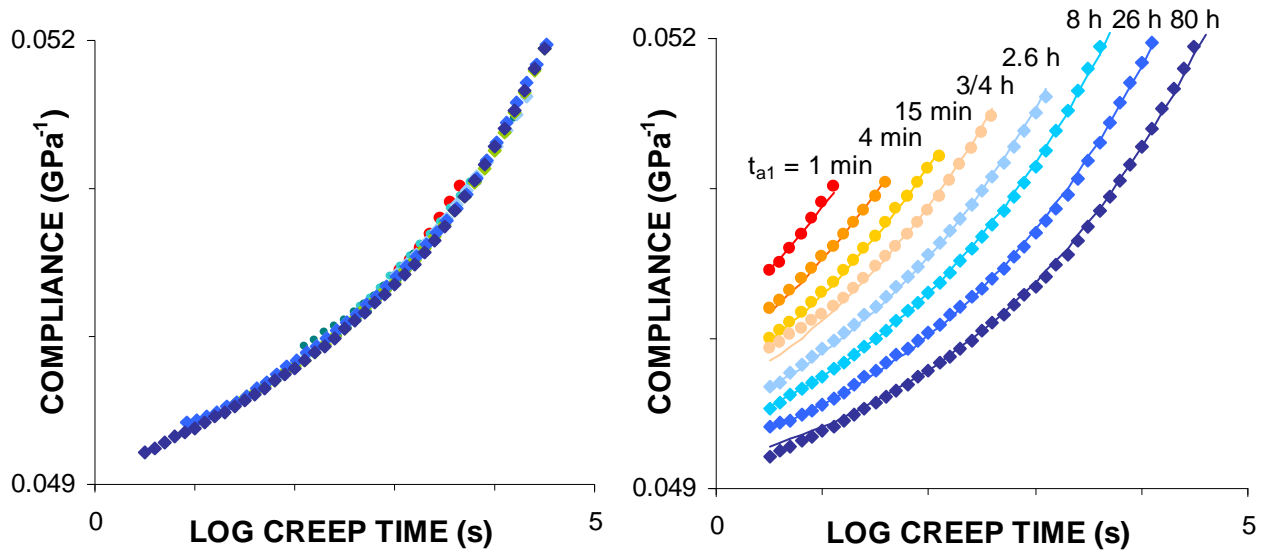 0.052
COMPLIANCE (GPa⁻¹)
0.049
0
5
LOG CREEP TIME (s)
8 h 26 h 80 h
0.052
2.6 h
3/4 h
15 min
4 min
tₐ₁ = 1 min
COMPLIANCE (GPa⁻¹)
0.049
0
5
LOG CREEP TIME (s)